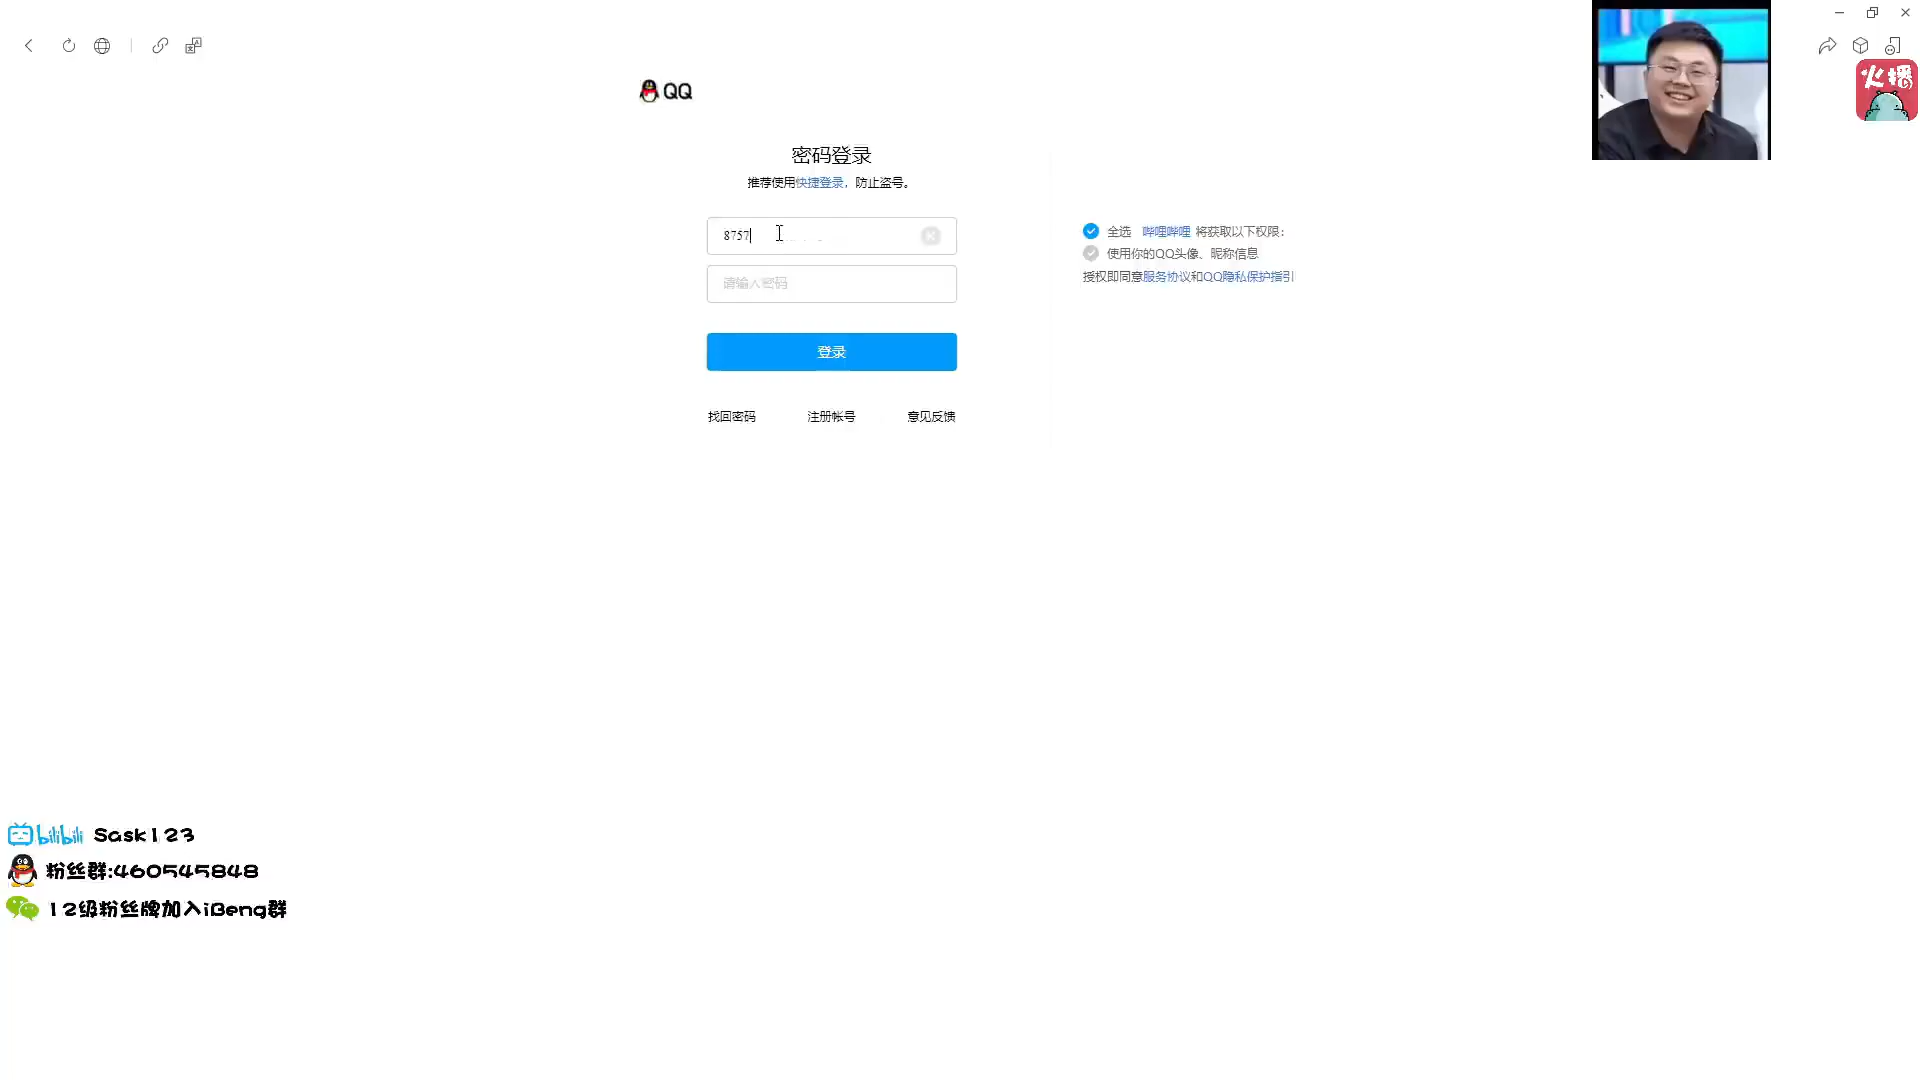 火播
QQ
密码登录
推荐使用快捷登录，防止盗号。
8757
请输入密码
登录
找回密码
注册帐号
意见反馈
全选 哔哩哔哩 将获取以下权限：
使用你的QQ头像、昵称信息
授权即同意服务协议和QQ隐私保护指引
bilibili Sask123
粉丝群:460545848
12级粉丝牌加入iBeng群